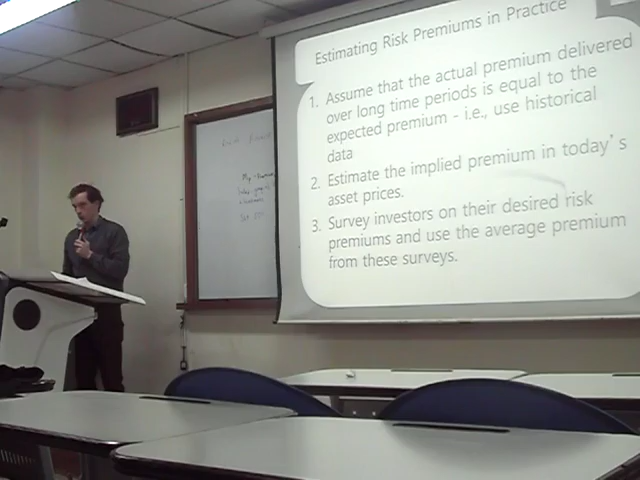 Estimating Risk Premiums in Practice
1. Assume that the actual premium delivered
over long time periods is equal to the
expected premium - i.e., use historical
data
2. Estimate the implied premium in today's
asset prices.
3. Survey investors on their desired risk
premiums and use the average premium
from these surveys.